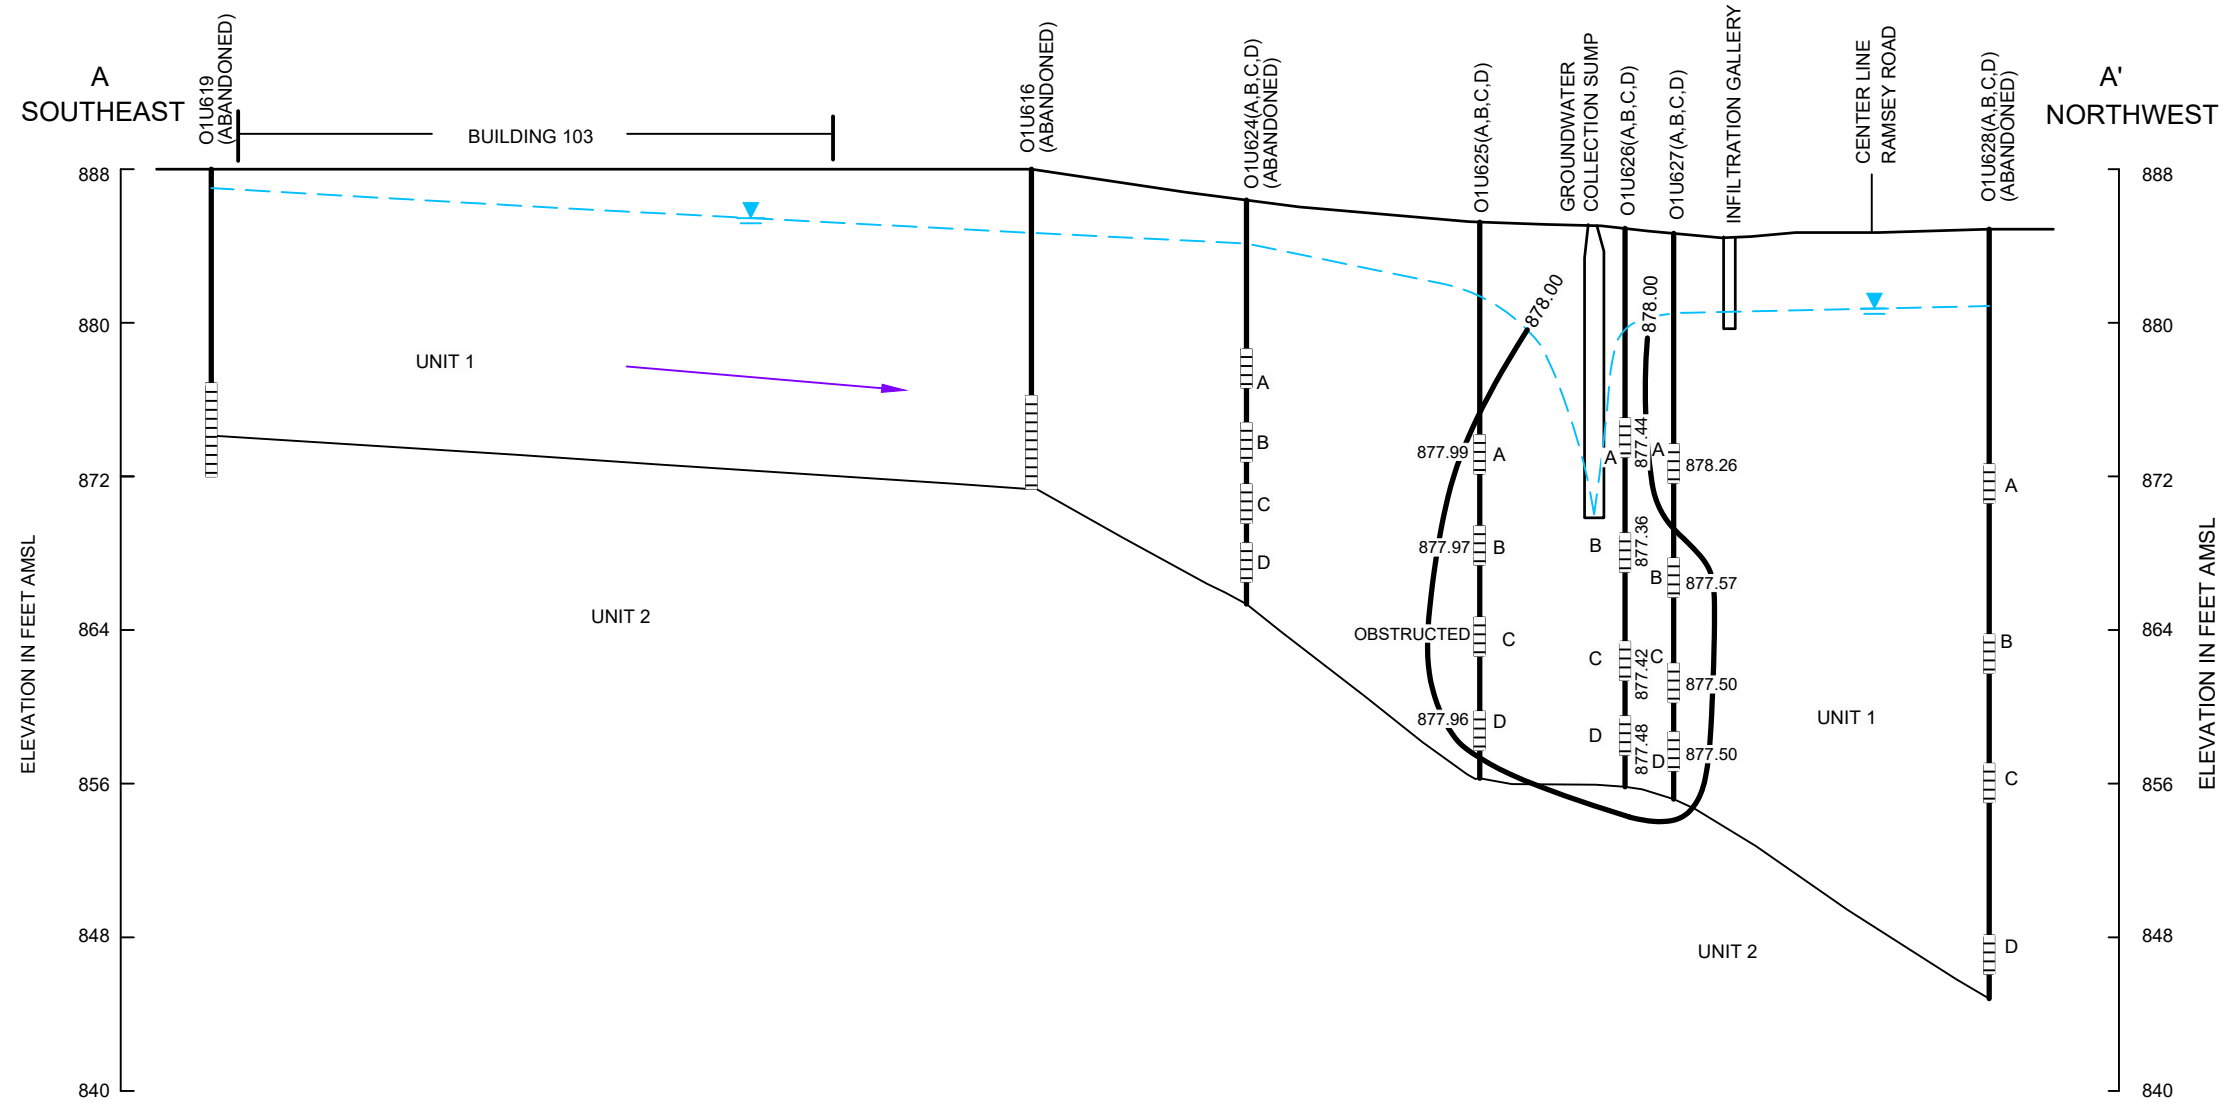 A
SOUTHEAST
O1U619
(ABANDONED)
BUILDING 103
O1U616
(ABANDONED)
O1U624(A,B,C,D)
(ABANDONED)
O1U625(A,B,C,D)
GROUNDWATER
COLLECTION SUMP
O1U626(A,B,C,D)
O1U627(A,B,C,D)
INFILTRATION GALLERY
CENTER LINE
RAMSEY ROAD
O1U628(A,B,C,D)
(ABANDONED)
A'
NORTHWEST
888
880
872
864
856
848
840
ELEVATION IN FEET AMSL
UNIT 1
UNIT 2
A
B
C
D
878.00
877.99
A
877.97
B
OBSTRUCTED
C
877.96
D
A
877.44
B
877.36
C
877.42
D
877.48
878.00
A
878.26
B
877.57
C
877.50
D
877.50
UNIT 1
UNIT 2
A
B
C
D
888
880
872
864
856
848
840
ELEVATION IN FEET AMSL